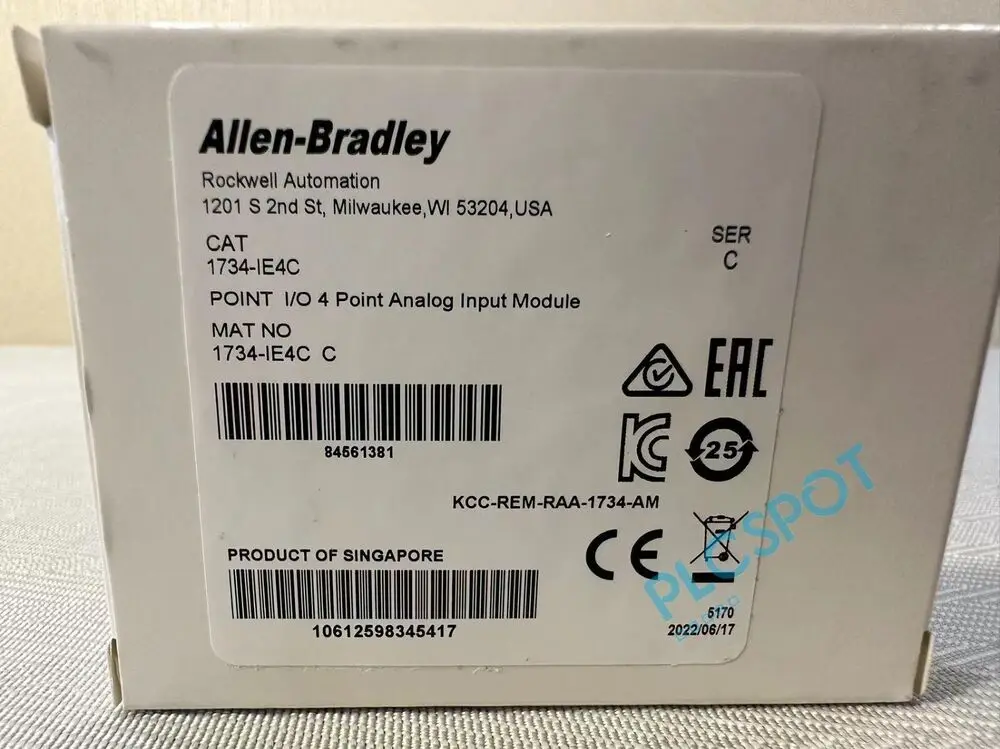 Allen-Bradley
Rockwell Automation
1201 S 2nd St, Milwaukee,WI 53204,USA
CAT
1734-IE4C
SER
C
POINT I/O 4 Point Analog Input Module
MAT NO
1734-IE4C C
84561381
EAC
KC
25
KCC-REM-RAA-1734-AM
CE
PRODUCT OF SINGAPORE
10612598345417
5170
2022/06/17
PLCSPOT